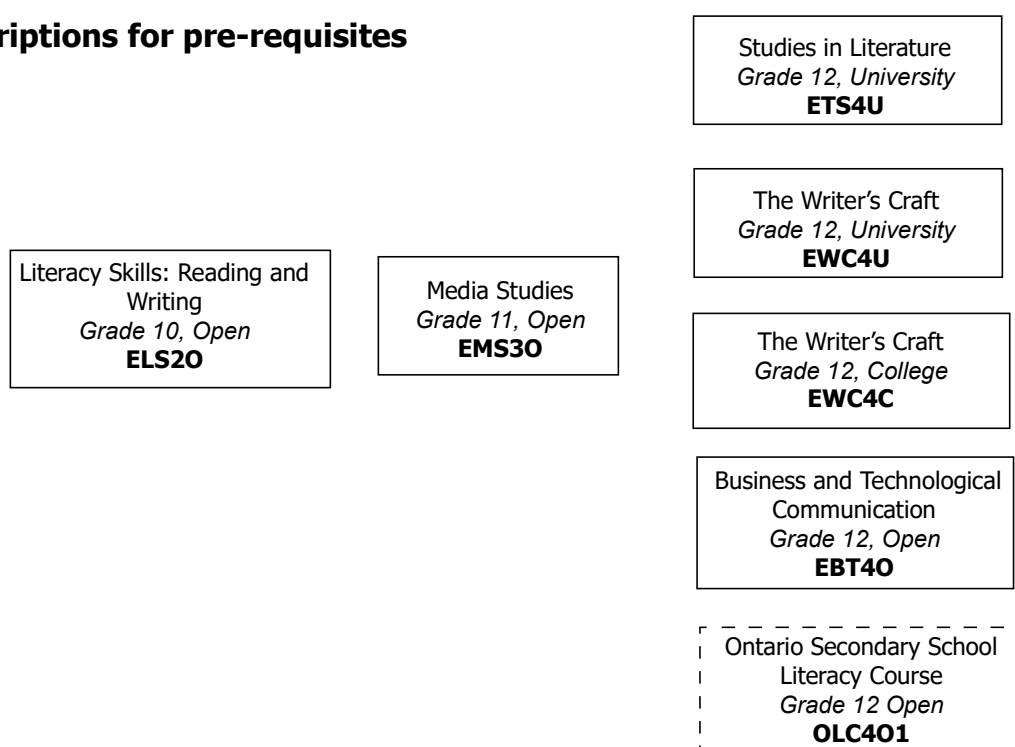 riptions for pre-requisites
Studies in Literature
Grade 12, University
ETS4U
The Writer’s Craft
Grade 12, University
EWC4U
Literacy Skills: Reading and
Writing
Grade 10, Open
ELS2O
Media Studies
Grade 11, Open
EMS3O
The Writer’s Craft
Grade 12, College
EWC4C
Business and Technological
Communication
Grade 12, Open
EBT4O
Ontario Secondary School
Literacy Course
Grade 12 Open
OLC4O1